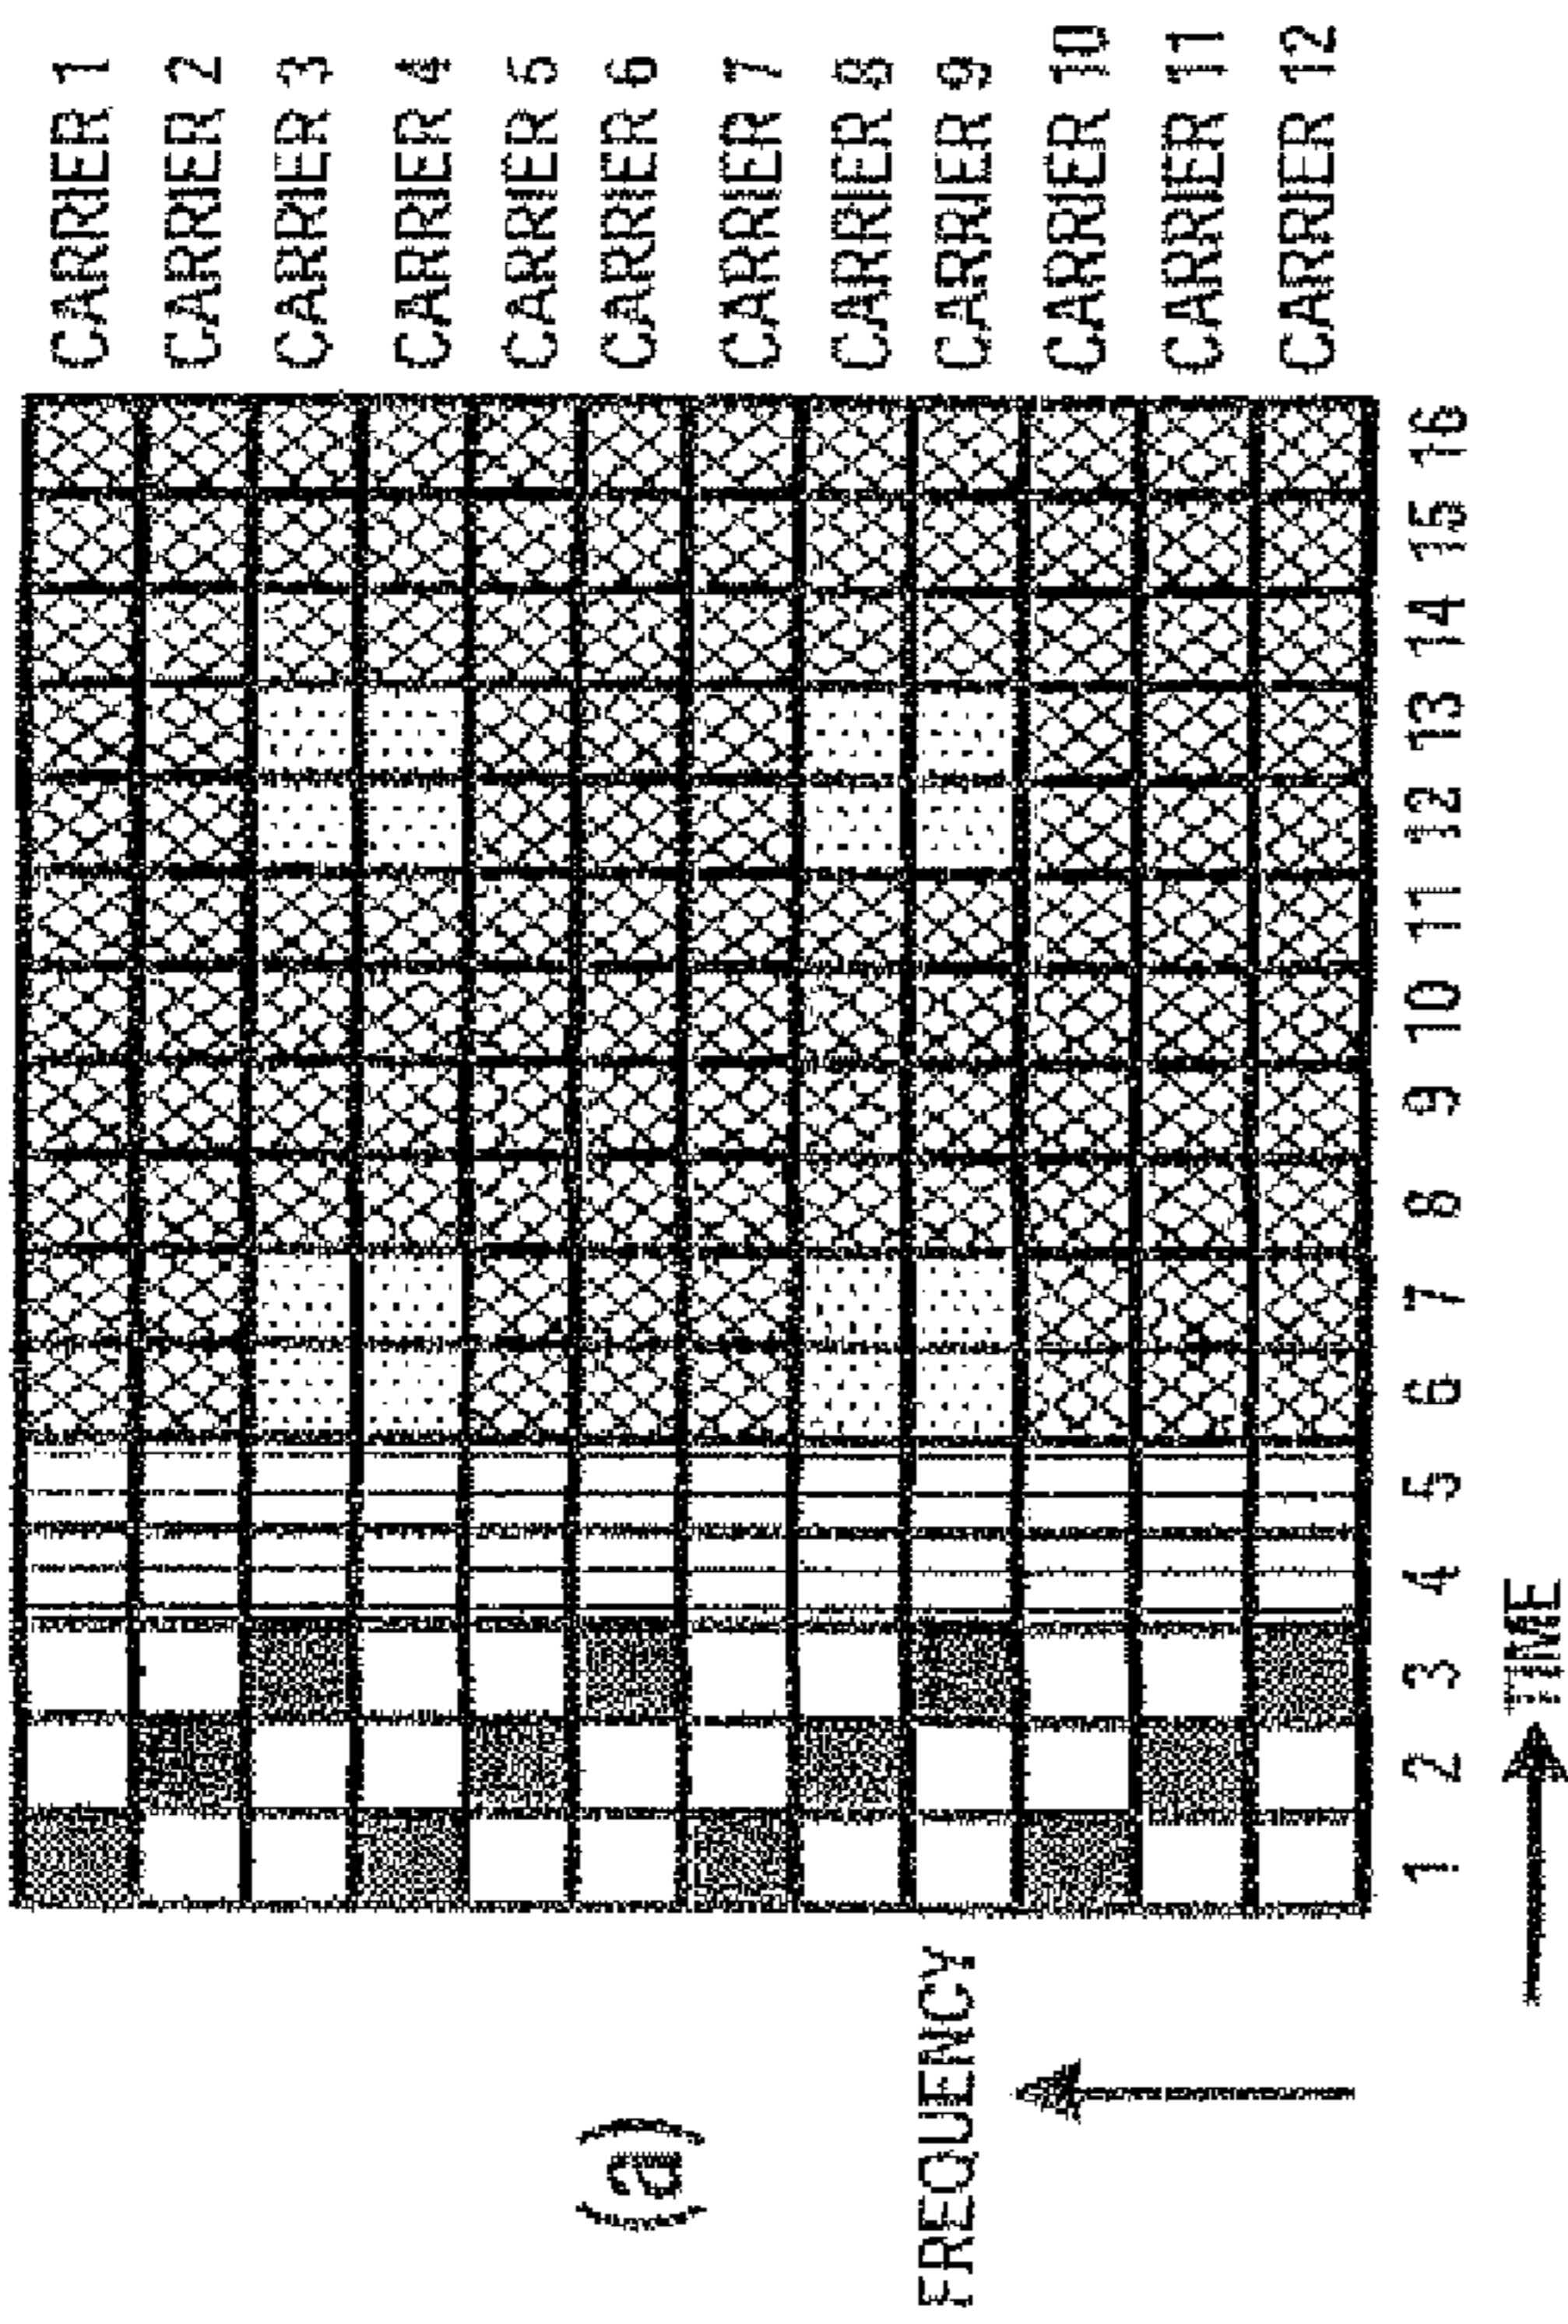 (a)
FREQUENCY
CARRIER 1
CARRIER 2
CARRIER 3
CARRIER 4
CARRIER 5
CARRIER 6
CARRIER 7
CARRIER 8
CARRIER 9
CARRIER 10
CARRIER 11
CARRIER 12
1 2 3 4 5 6 7 8 9 10 11 12 13 14 15 16
TIME